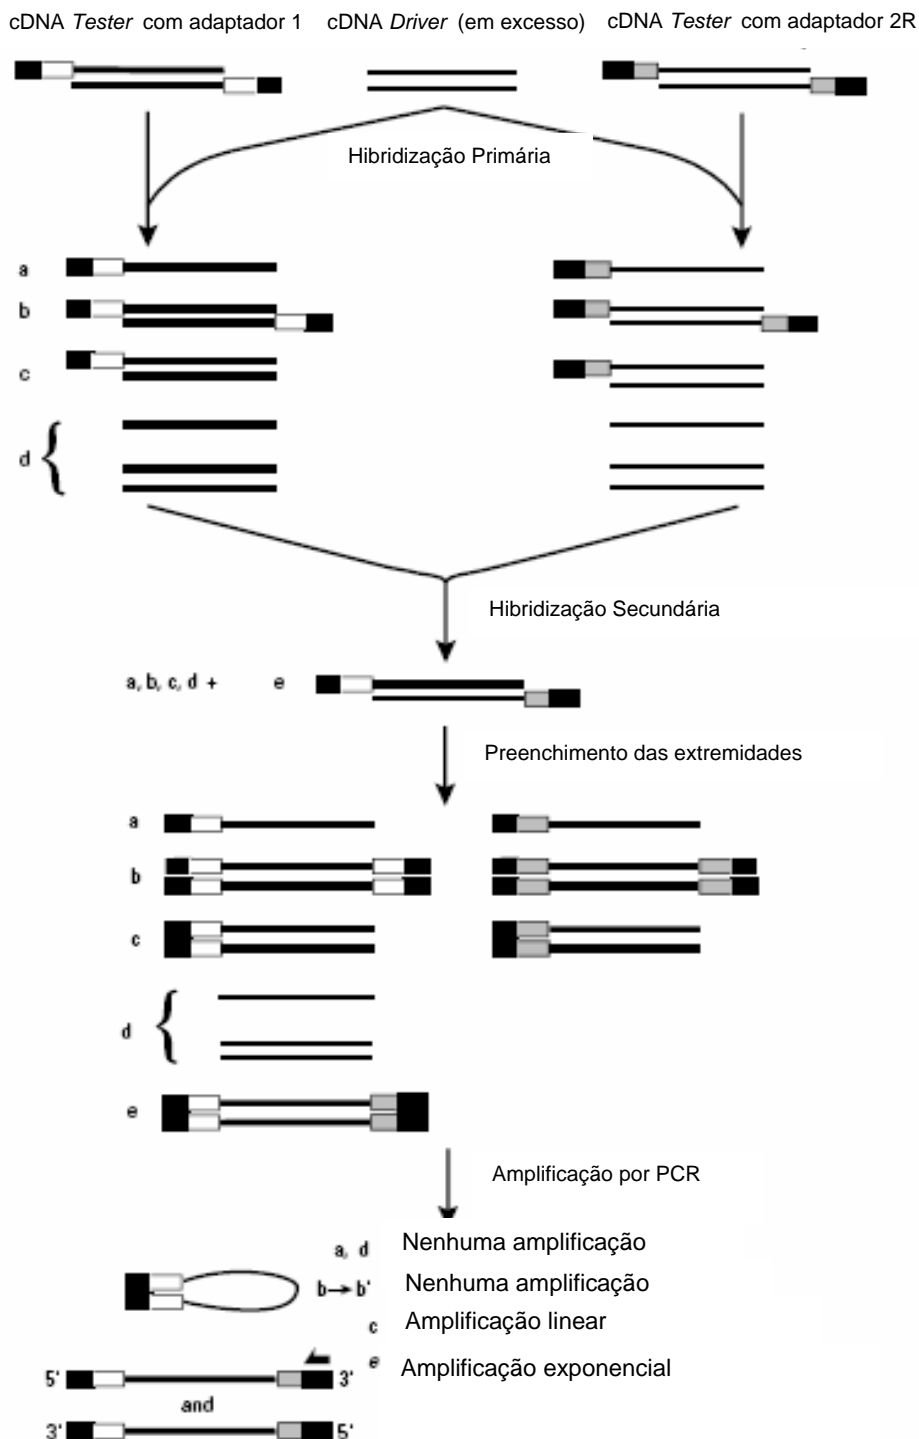 cDNA Tester com adaptador 1 cDNA Driver (em excesso) cDNA Tester com adaptador 2R
Hibridização Primária
a
b
c
d
Hibridização Secundária
a, b, c, d + e
Preenchimento das extremidades
a
b
c
d
e
Amplificação por PCR
a, d Nenhuma amplificação
b→b' Nenhuma amplificação
c Amplificação linear
e Amplificação exponencial
5' 3'
and
3' 5'